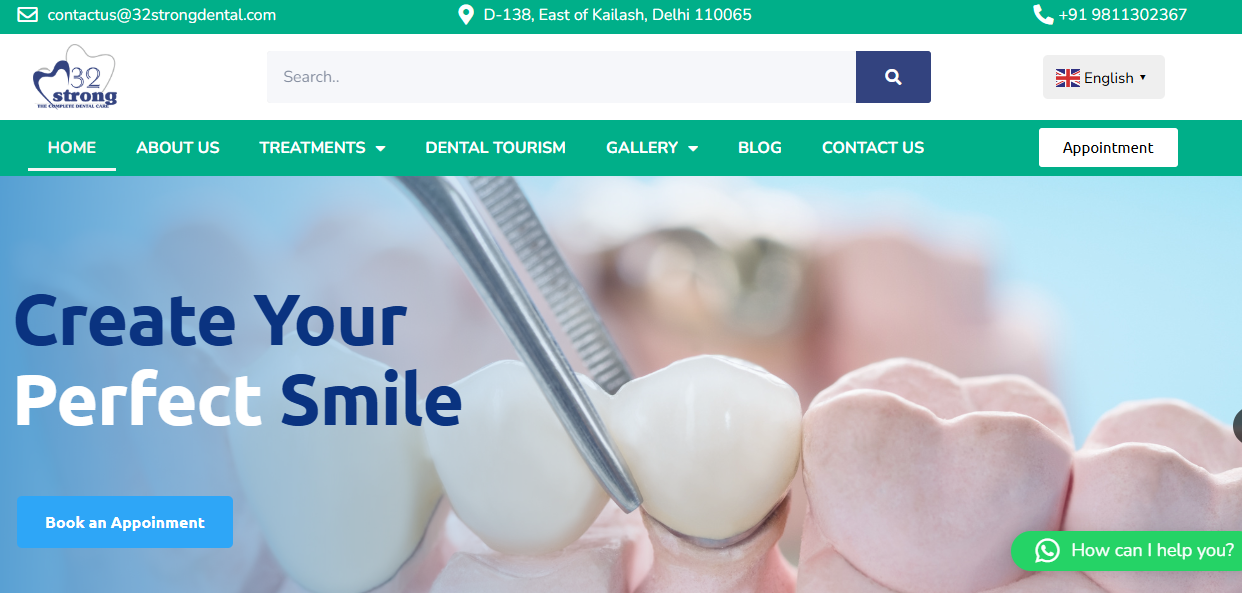 contactus@32strongdental.com
D-138, East of Kailash, Delhi 110065
+91 9811302367
32
strong
THE COMPLETE DENTAL CARE
Search..
English
HOME
ABOUT US
TREATMENTS
DENTAL TOURISM
GALLERY
BLOG
CONTACT US
Appointment
Create Your
Perfect Smile
Book an Appoinment
How can I help you?